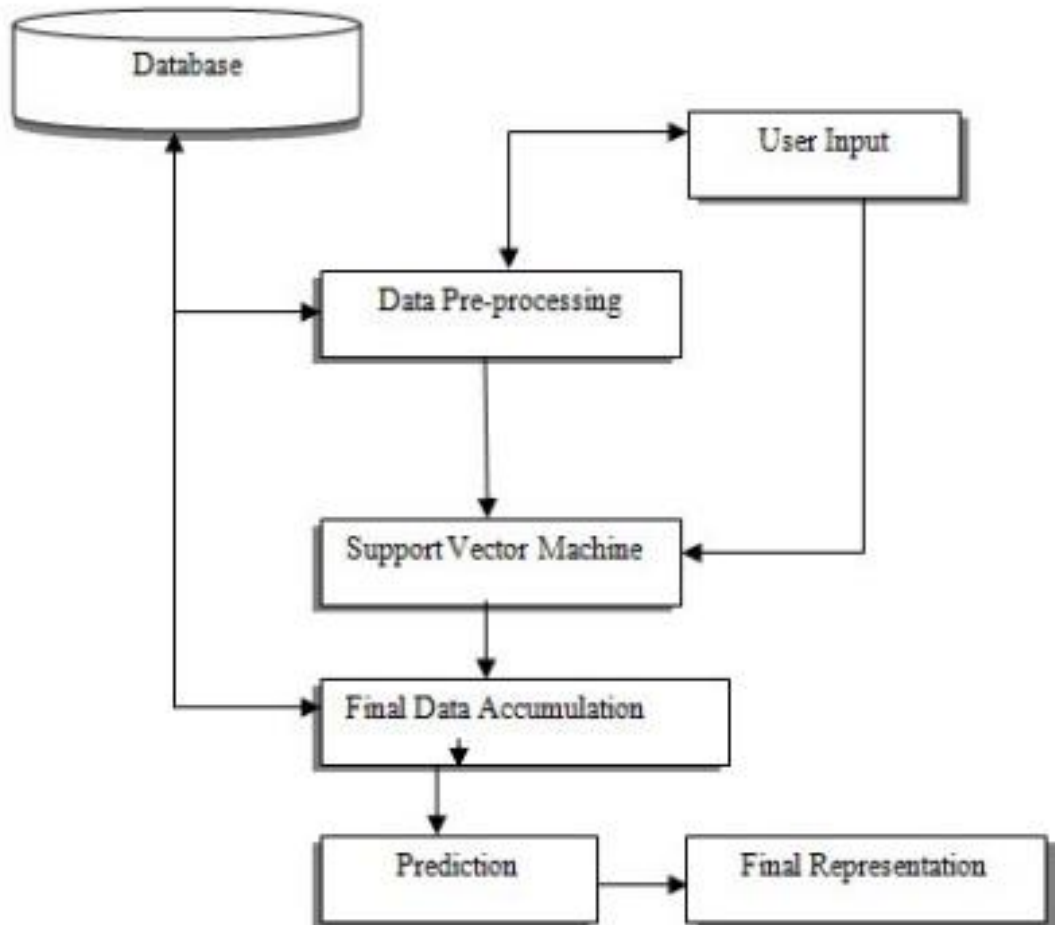 Database
User Input
Data Pre-processing
Support Vector Machine
Final Data Accumulation
Prediction
Final Representation